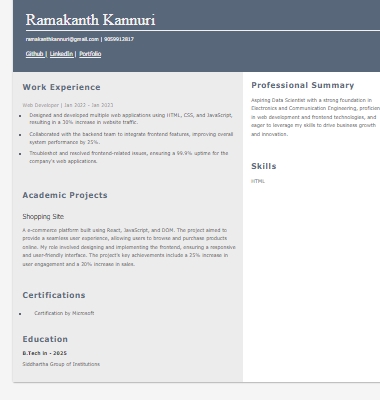 Ramakanth Kannuri
ramakanthkannuri@gmail.com | 9059912817
Github | LinkedIn | Portfolio
Work Experience
Web Developer | Jan 2022 - Jan 2023
Designed and developed multiple web applications using HTML, CSS, and JavaScript,
resulting in a 30% increase in website traffic.
Collaborated with the backend team to integrate frontend features, improving overall
system performance by 25%.
Troubleshot and resolved frontend-related issues, ensuring a 99.9% uptime for the
company's web applications.
Academic Projects
Shopping Site
A e-commerce platform built using React, JavaScript, and DOM. The project aimed to
provide a seamless user experience, allowing users to browse and purchase products
online. My role involved designing and implementing the frontend, ensuring a responsive
and user-friendly interface. The project's key achievements include a 25% increase in
user engagement and a 20% increase in sales.
Certifications
Certification by Microsoft
Education
B.Tech in - 2025
Siddhartha Group of Institutions
Professional Summary
Aspiring Data Scientist with a strong foundation in
Electronics and Communication Engineering, proficien
in web development and frontend technologies, and
eager to leverage my skills to drive business growth
and innovation.
Skills
HTML